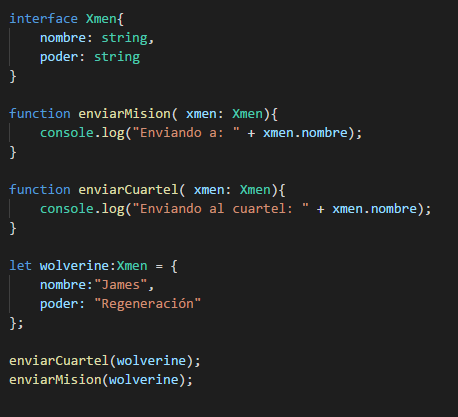 interface Xmen{
    nombre: string,
    poder: string
}

function enviarMision( xmen: Xmen){
    console.log("Enviando a: " + xmen.nombre);
}

function enviarCuartel( xmen: Xmen){
    console.log("Enviando al cuartel: " + xmen.nombre);
}

let wolverine:Xmen = {
    nombre:"James",
    poder: "Regeneración"
};

enviarCuartel(wolverine);
enviarMision(wolverine);